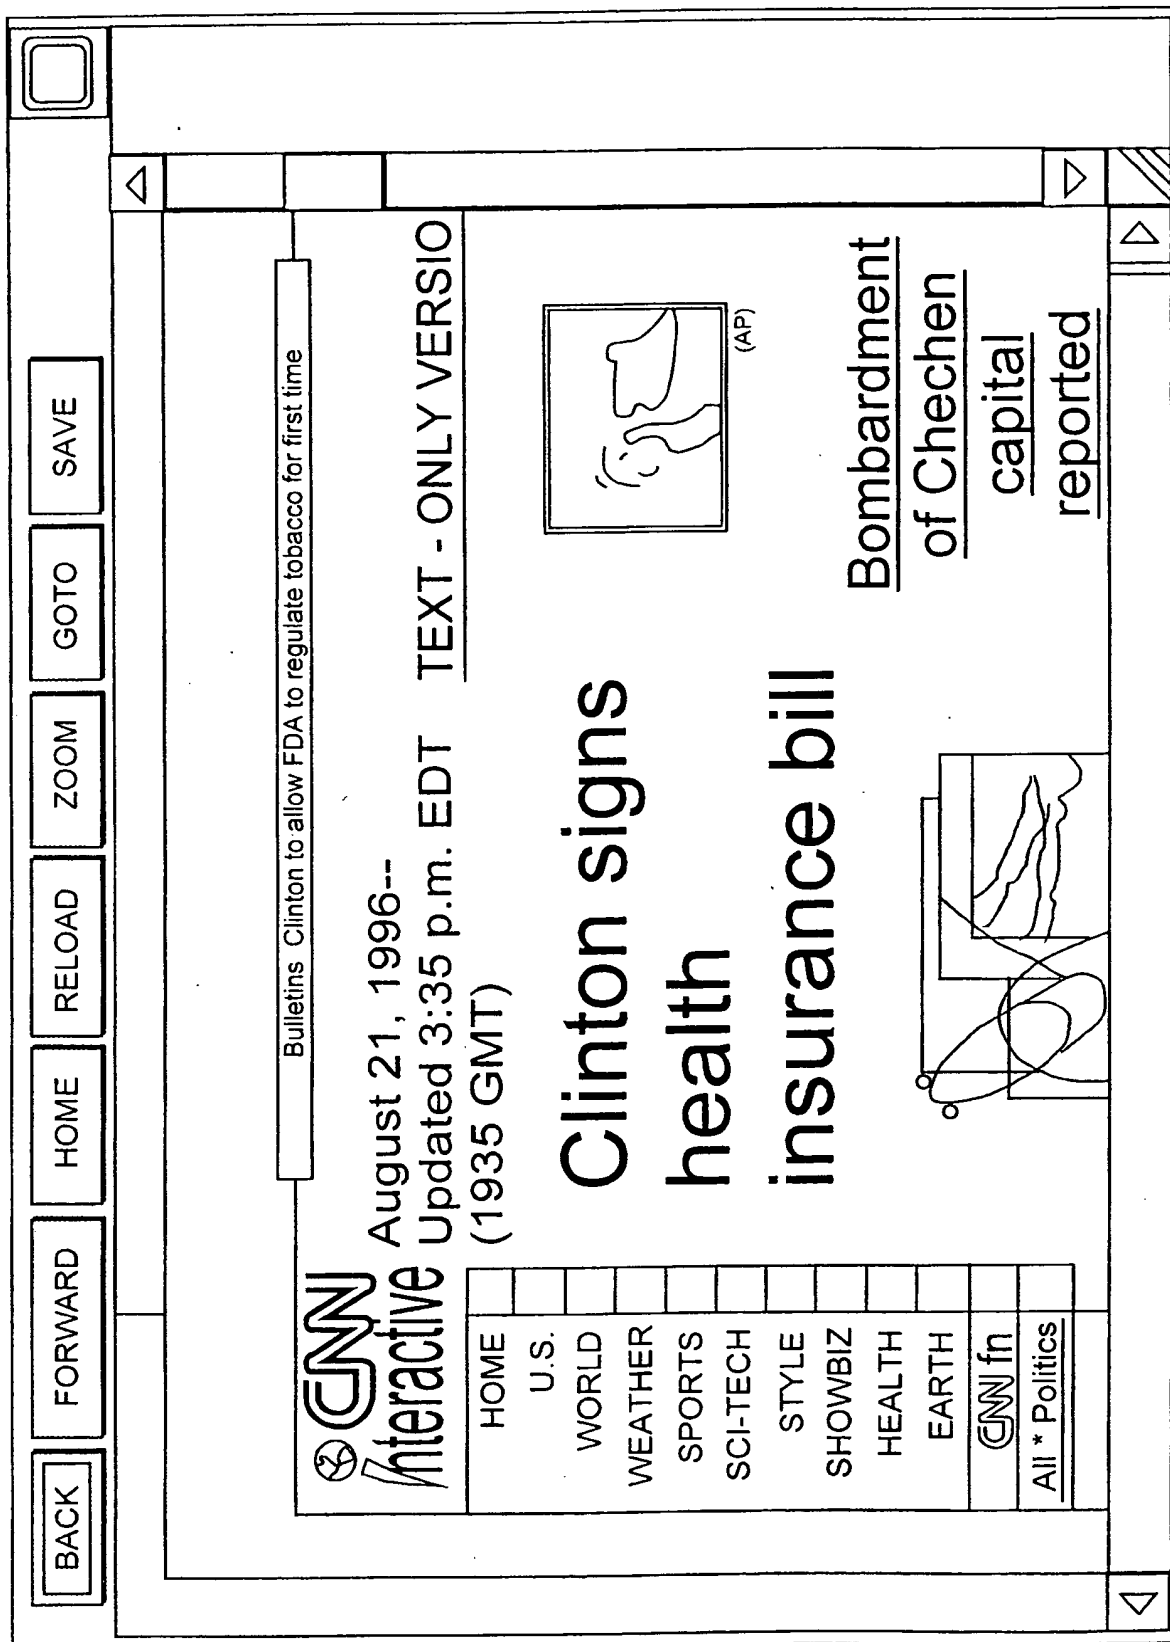 BACK
FORWARD
HOME
RELOAD
ZOOM
GOTO
SAVE
Bulletins Clinton to allow FDA to regulate tobacco for first time
CNN
Interactive
August 21, 1996--
Updated 3:35 p.m. EDT TEXT - ONLY VERSIO
(1935 GMT)
HOME
U.S.
WORLD
WEATHER
SPORTS
SCI-TECH
STYLE
SHOWBIZ
HEALTH
EARTH
CNN fn
All * Politics
Clinton signs
health
insurance bill
(AP)
Bombardment
of Chechen
capital
reported